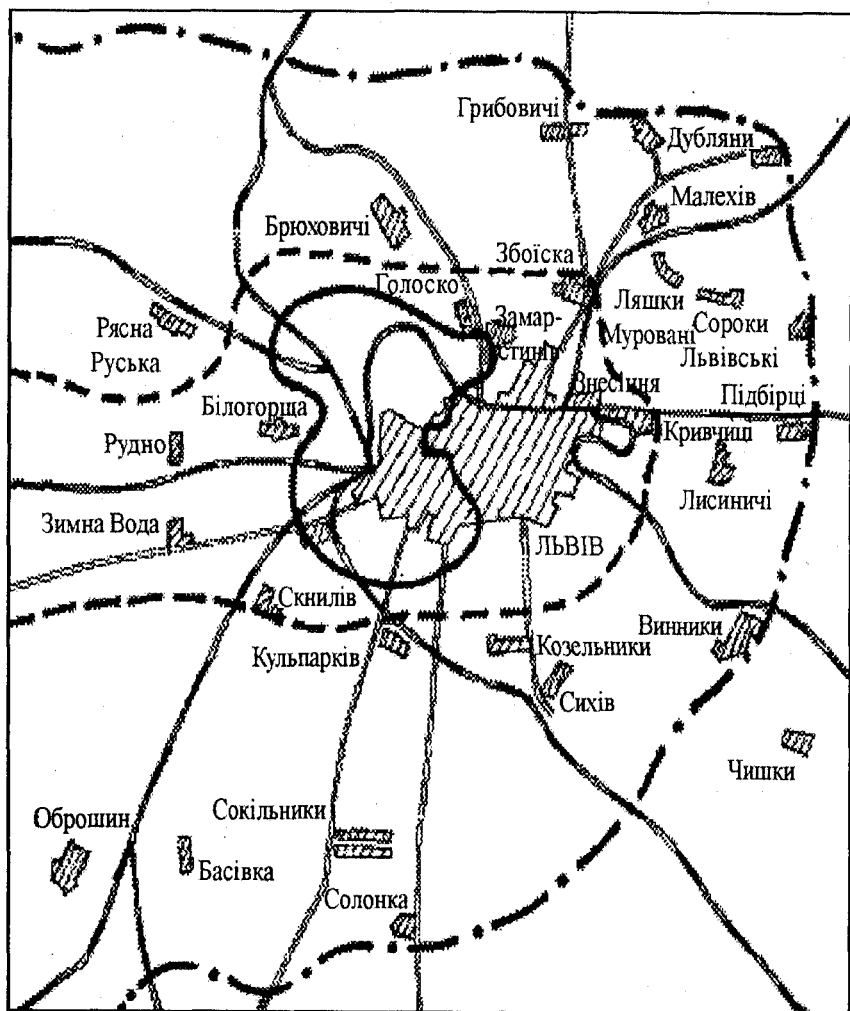 Грибовичі
Дубляни
Малехів
Брюховичі
Збоїска
Голоско
Ляшки
Муровані
Сороки
Львівські
Замар-
стинів
Рясна
Руська
Внесіння
Підбірці
Білогорща
Кривчиці
Рудно
Лисиничі
Зимна Вода
ЛЬВІВ
Скнилів
Винники
Козельники
Кульпарків
Сихів
Чишки
Сокільники
Оброшин
Басівка
Солонка